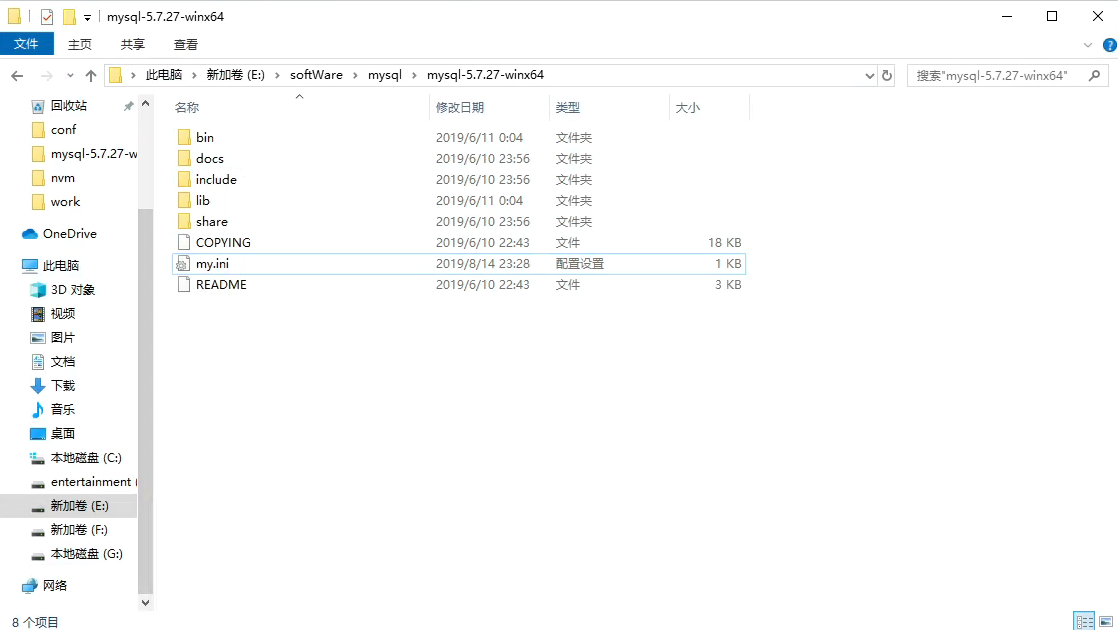 mysql-5.7.27-winx64
文件 主页 共享 查看
此电脑 新加卷 (E:) softWare mysql mysql-5.7.27-winx64 搜索"mysql-5.7.27-winx64"
名称 修改日期 类型 大小
bin 2019/6/11 0:04 文件夹
docs 2019/6/10 23:56 文件夹
include 2019/6/10 23:56 文件夹
lib 2019/6/11 0:04 文件夹
share 2019/6/10 23:56 文件夹
COPYING 2019/6/10 22:43 文件 18 KB
my.ini 2019/8/14 23:28 配置设置 1 KB
README 2019/6/10 22:43 文件 3 KB
回收站
conf
mysql-5.7.27-w
nvm
work
OneDrive
此电脑
3D 对象
视频
图片
文档
下载
音乐
桌面
本地磁盘 (C:)
entertainment (
新加卷 (E:)
新加卷 (F:)
本地磁盘 (G:)
网络
8 个项目